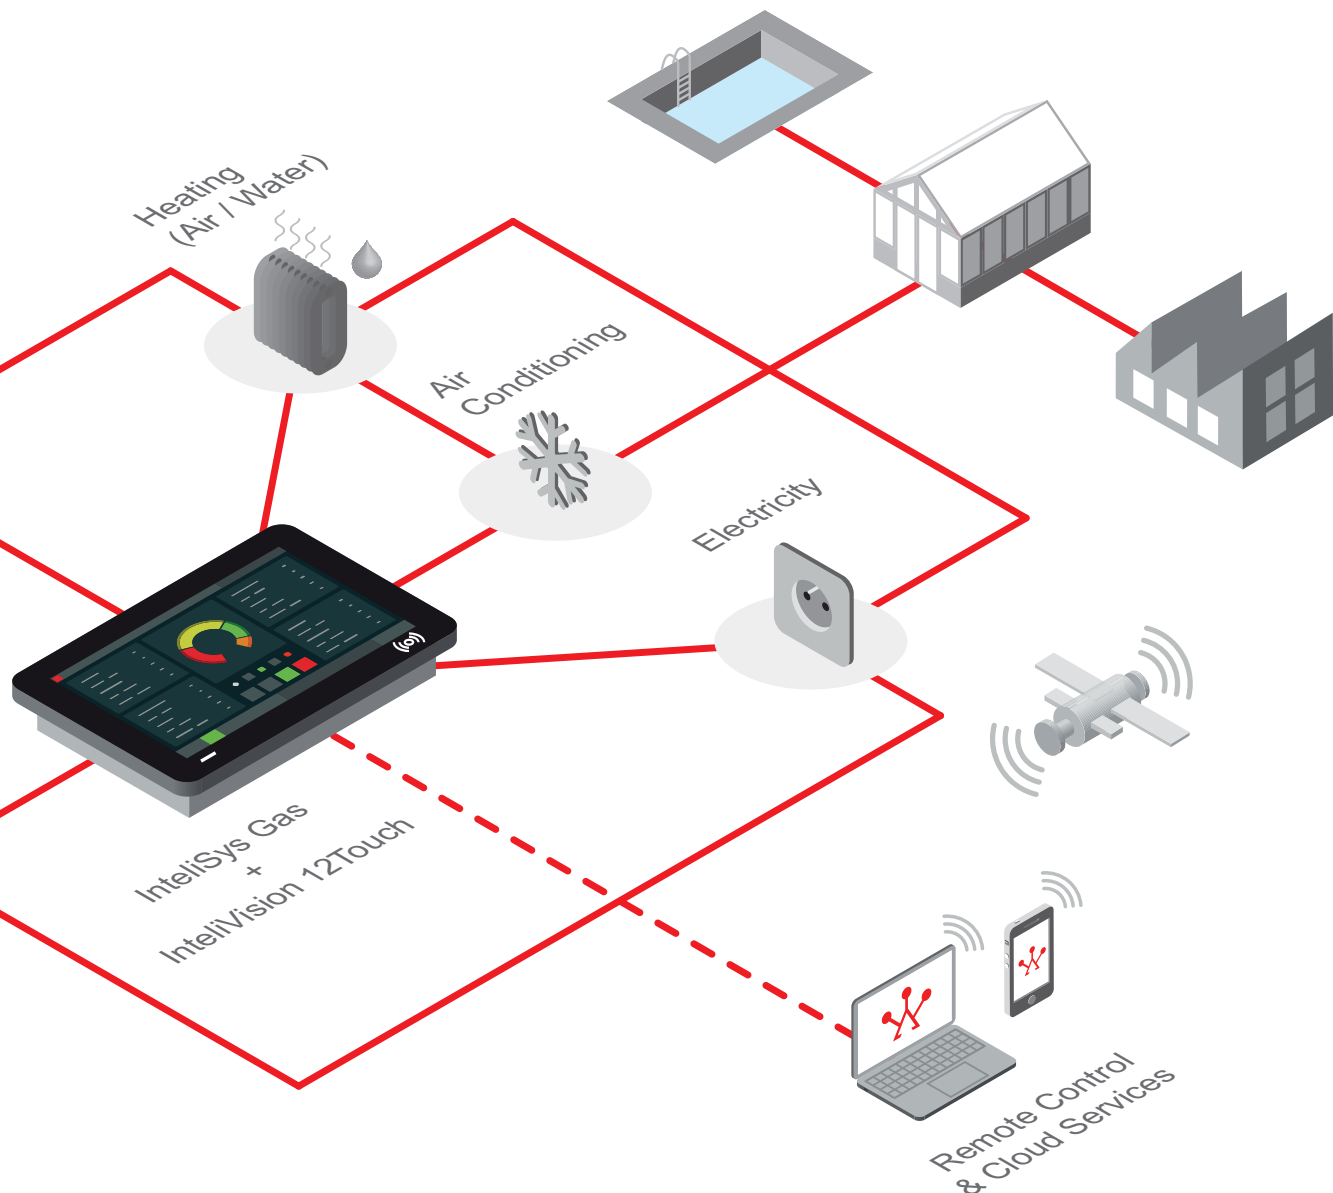 Heating
(Air / Water)
Air
Conditioning
Electricity
InteliSys Gas
+
InteliVision 12Touch
Remote Control
& Cloud Services